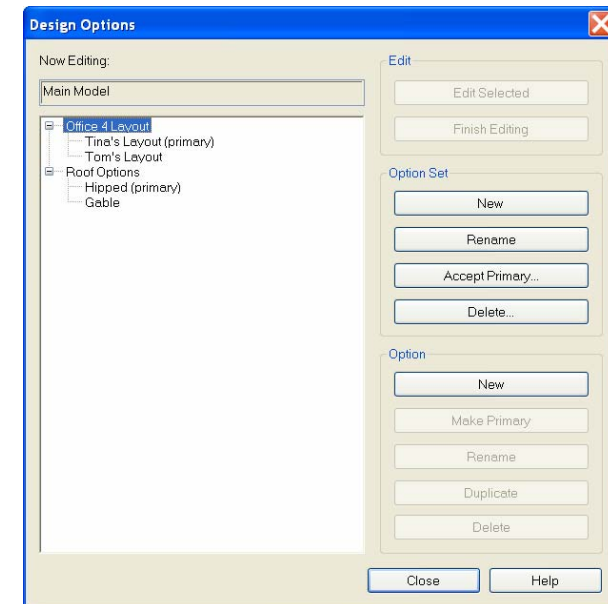 Design Options
Now Editing:
Main Model
Office 4 Layout
Tina's Layout (primary)
Tom's Layout
Roof Options
Hipped (primary)
Gable
Edit
Edit Selected
Finish Editing
Option Set
New
Rename
Accept Primary...
Delete...
Option
New
Make Primary
Rename
Duplicate
Delete
Close
Help